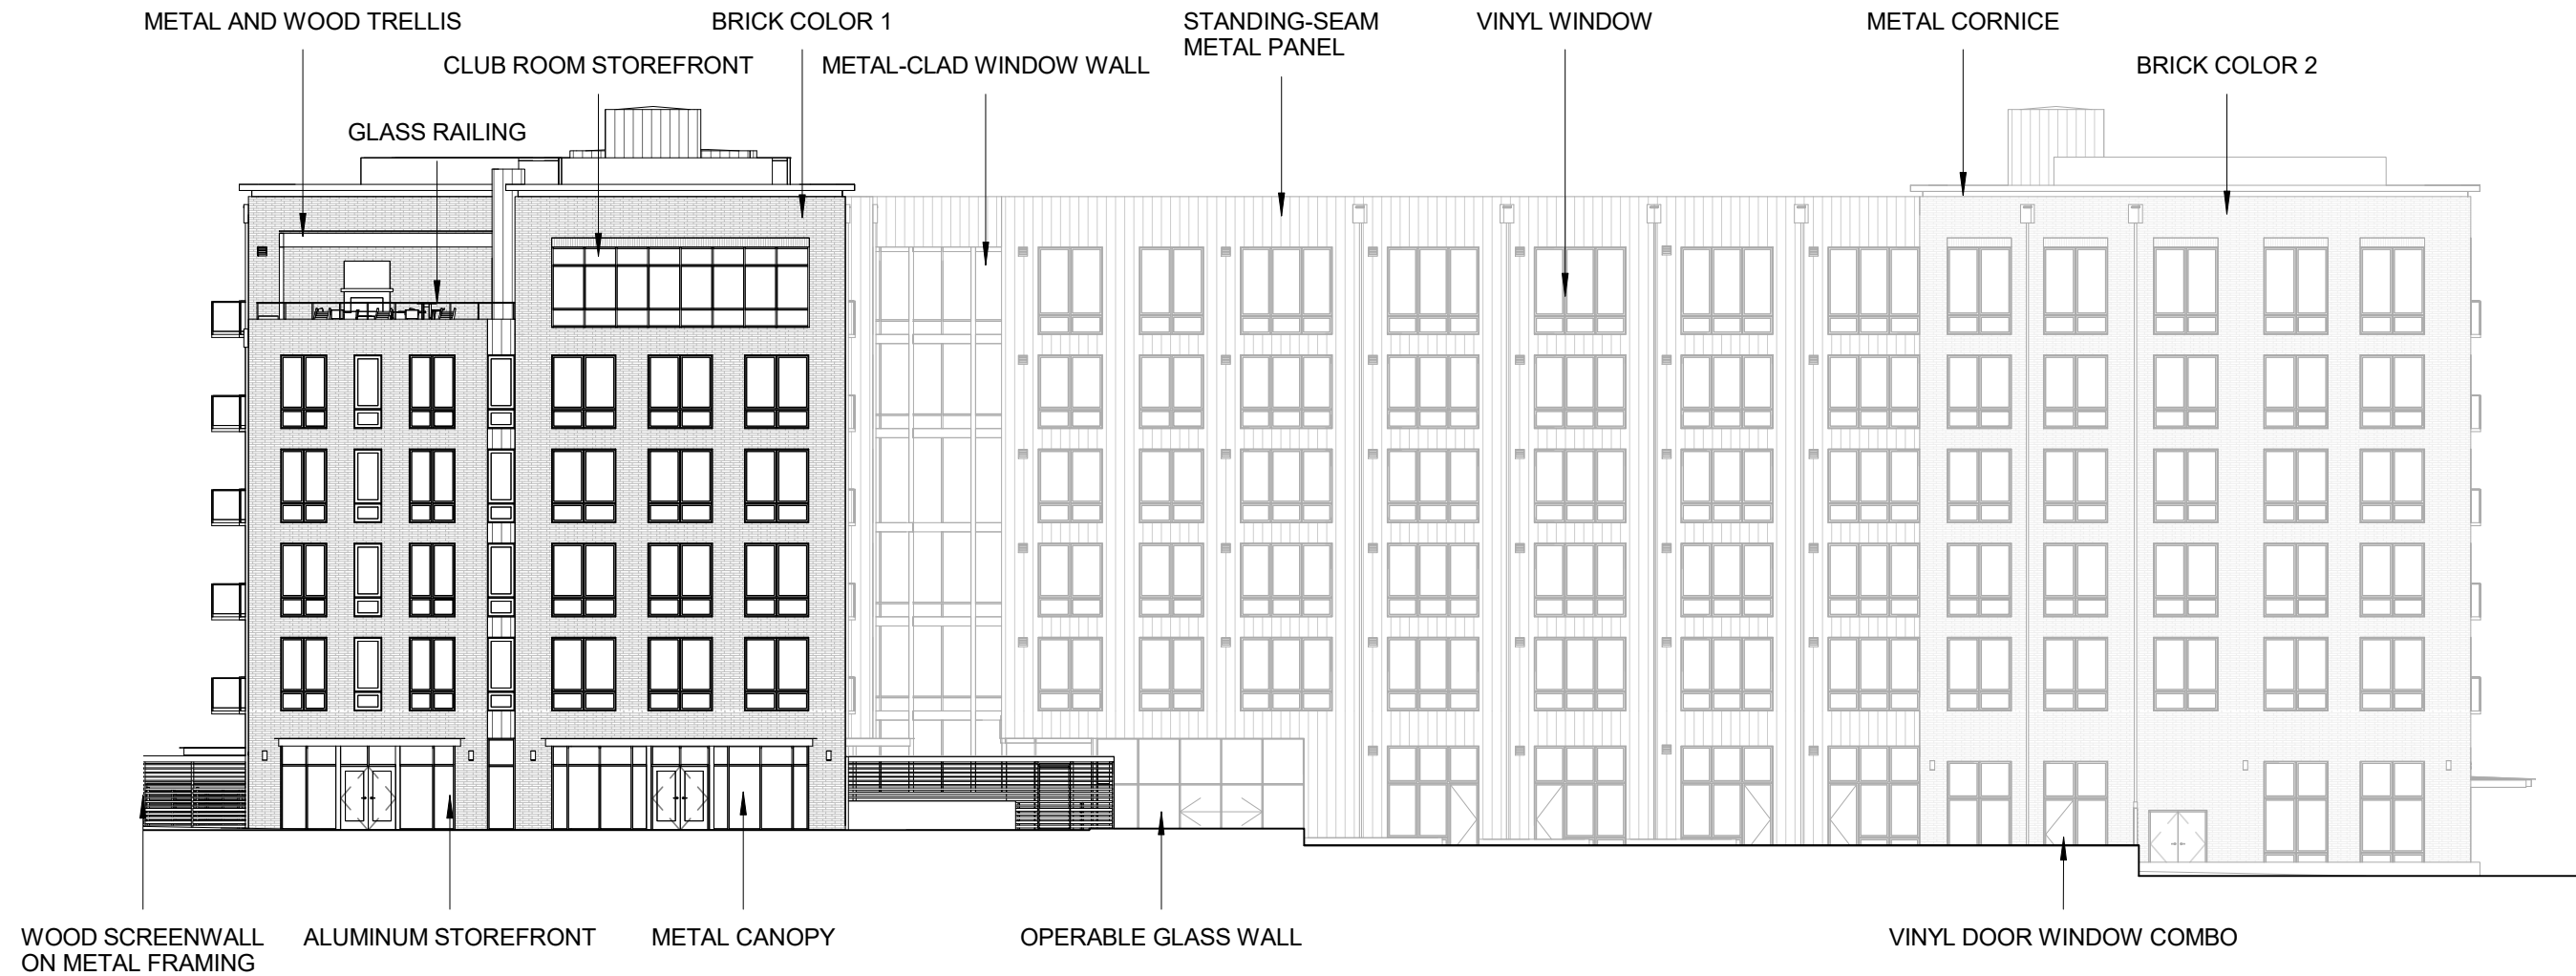 METAL AND WOOD TRELLIS
BRICK COLOR 1
STANDING-SEAM
METAL PANEL
VINYL WINDOW
METAL CORNICE
CLUB ROOM STOREFRONT
METAL-CLAD WINDOW WALL
BRICK COLOR 2
GLASS RAILING
WOOD SCREENWALL
ON METAL FRAMING
ALUMINUM STOREFRONT
METAL CANOPY
OPERABLE GLASS WALL
VINYL DOOR WINDOW COMBO